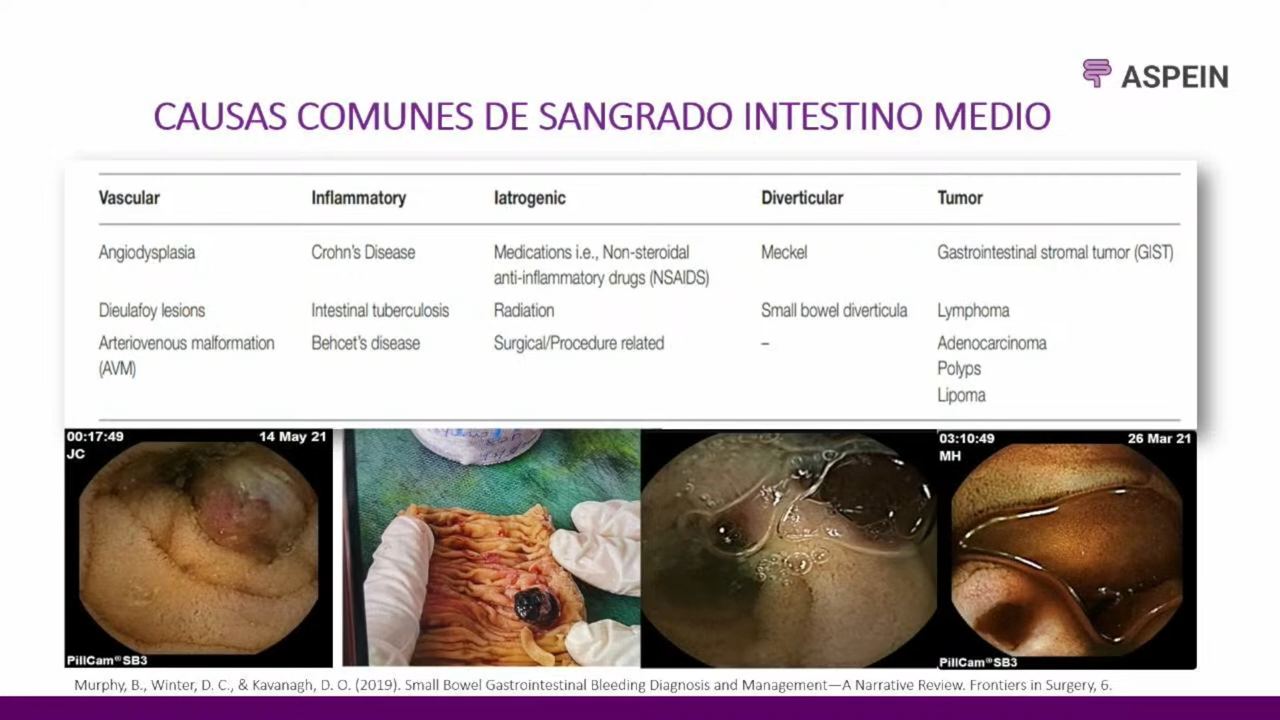 ASPEIN
CAUSAS COMUNES DE SANGRADO INTESTINO MEDIO
Vascular Inflammatory Iatrogenic Diverticular Tumor
Angiodysplasia Crohn's Disease Medications i.e., Non-steroidal Meckel Gastrointestinal stromal tumor (GIST)
anti-inflammatory drugs (NSAIDS)
Dieulafoy lesions Intestinal tuberculosis Radiation Small bowel diverticula Lymphoma
Arteriovenous malformation Behcet's disease Surgical/Procedure related – Adenocarcinoma
(AVM) Polyps
Lipoma
00:17:49 14 May 21
JC
PillCam®SB3
03:10:49 26 Mar 21
MH
PillCam®SB3
Murphy, B., Winter, D. C., & Kavanagh, D. O. (2019). Small Bowel Gastrointestinal Bleeding Diagnosis and Management—A Narrative Review. Frontiers in Surgery, 6.